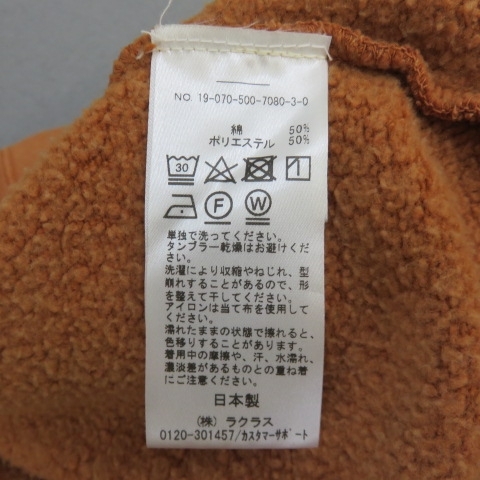 NO. 19-070-500-7080-3-0
綿 50%
ポリエステル 50%
30
F
W
単独で洗ってください。
タンブラー乾燥はお避けくださ
い。
洗濯により収縮やねじれ、型
崩れすることがあるので、形
を整えて干してください。
アイロンは当て布を使用して
ください。
濡れたままの状態で擦れると、
色移りすることがあります。
着用中の摩擦や、汗、水濡れ、
濃淡差があるものとの重ね着
にご注意ください。
日本製
(株) ラクラス
0120-301457/カスタマーサポート